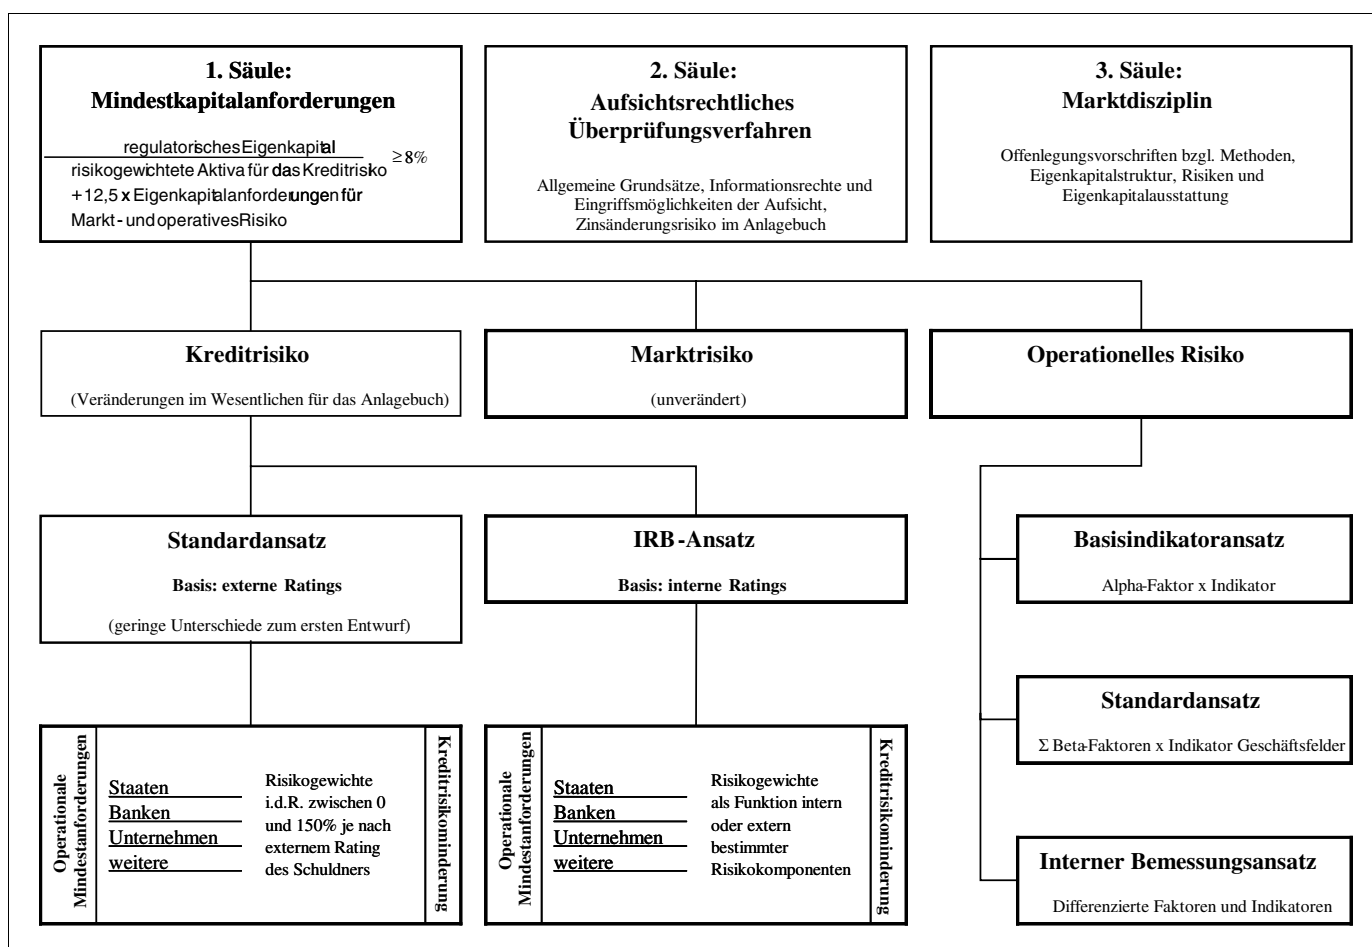 1. Säule:
Mindestkapitalanforderungen
regulatorisches Eigenkapital
risikogewichtete Aktiva für das Kreditrisiko
+12,5 x Eigenkapitalanforderungen für
Markt- und operatives Risiko
≥ 8%
2. Säule:
Aufsichtsrechtliches
Überprüfungsverfahren
Allgemeine Grundsätze, Informationsrechte und
Eingriffsmöglichkeiten der Aufsicht,
Zinsänderungsrisiko im Anlagebuch
3. Säule:
Marktdisziplin
Offenlegungsvorschriften bzgl. Methoden,
Eigenkapitalstruktur, Risiken und
Eigenkapitalausstattung
Kreditrisiko
(Veränderungen im Wesentlichen für das Anlagebuch)
Marktrisiko
(unverändert)
Operationelles Risiko
Standardansatz
Basis: externe Ratings
(geringe Unterschiede zum ersten Entwurf)
IRB-Ansatz
Basis: interne Ratings
Basisindikatoransatz
Alpha-Faktor x Indikator
Standardansatz
Σ Beta-Faktoren x Indikator Geschäftsfelder
Interner Bemessungsansatz
Differenzierte Faktoren und Indikatoren
Operationale
Mindestanforderungen
Staaten
Banken
Unternehmen
weitere
Risikogewichte
i.d.R. zwischen 0
und 150% je nach
externem Rating
des Schuldners
Kreditrisikominderung
Operationale
Mindestanforderungen
Staaten
Banken
Unternehmen
weitere
Risikogewichte
als Funktion intern
oder extern
bestimmter
Risikokomponenten
Kreditrisikominderung